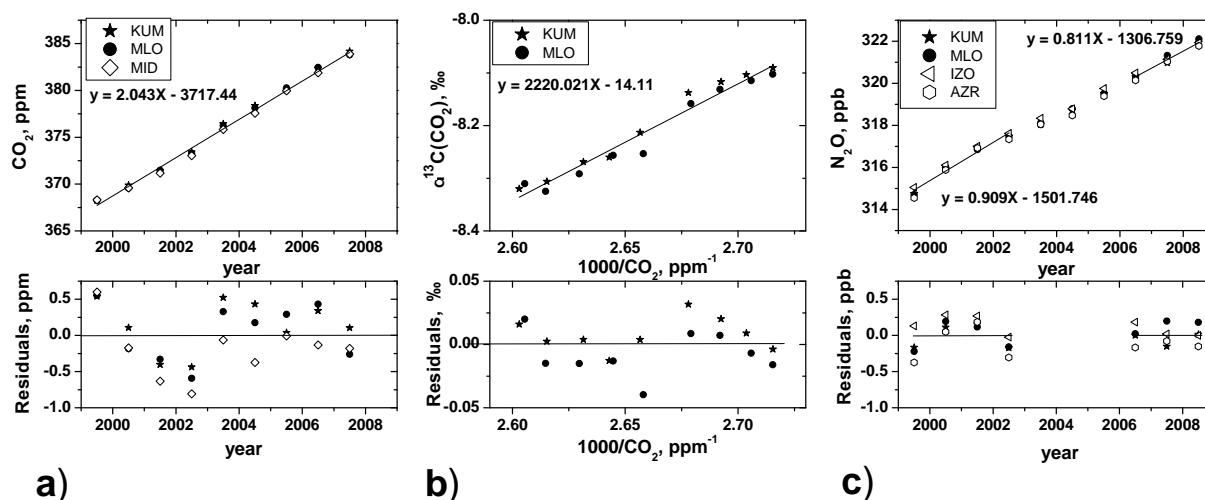 CO2, ppm
385
380
375
370
365
KUM
MLO
MID
y = 2.043X - 3717.44
2000 2002 2004 2006 2008
year
Residuals, ppm
0.5
0.0
-0.5
-1.0
2000 2002 2004 2006 2008
year
a)
α13C(CO2), ‰
-8.0
-8.2
-8.4
KUM
MLO
y = 2220.021X - 14.11
2.60 2.65 2.70
1000/CO2, ppm-1
Residuals, ‰
0.05
0.00
-0.05
2.60 2.65 2.70
1000/CO2, ppm-1
b)
N2O, ppb
322
320
318
316
314
KUM
MLO
IZO
AZR
y = 0.811X - 1306.759
y = 0.909X - 1501.746
2000 2002 2004 2006 2008
year
Residuals, ppb
0.5
0.0
-0.5
-1.0
2000 2002 2004 2006 2008
year
c)